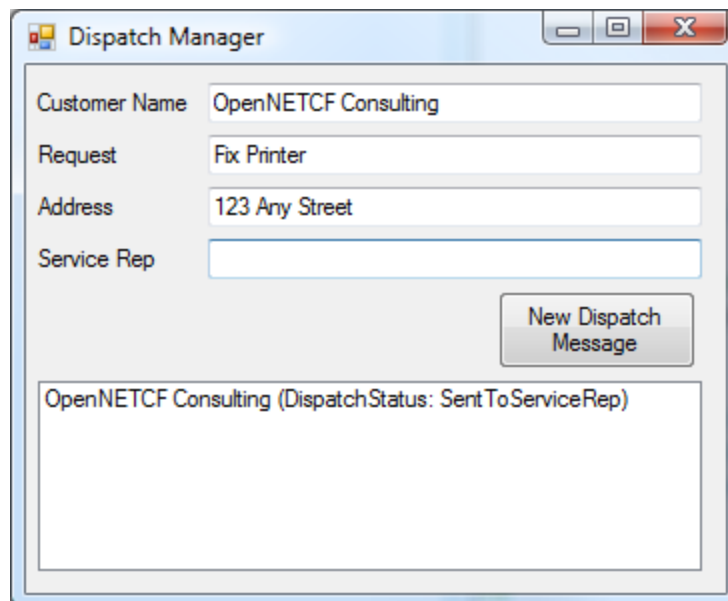 Dispatch Manager
Customer Name OpenNETCF Consulting
Request Fix Printer
Address 123 Any Street
Service Rep
New Dispatch
Message
OpenNETCF Consulting (DispatchStatus: SentToServiceRep)